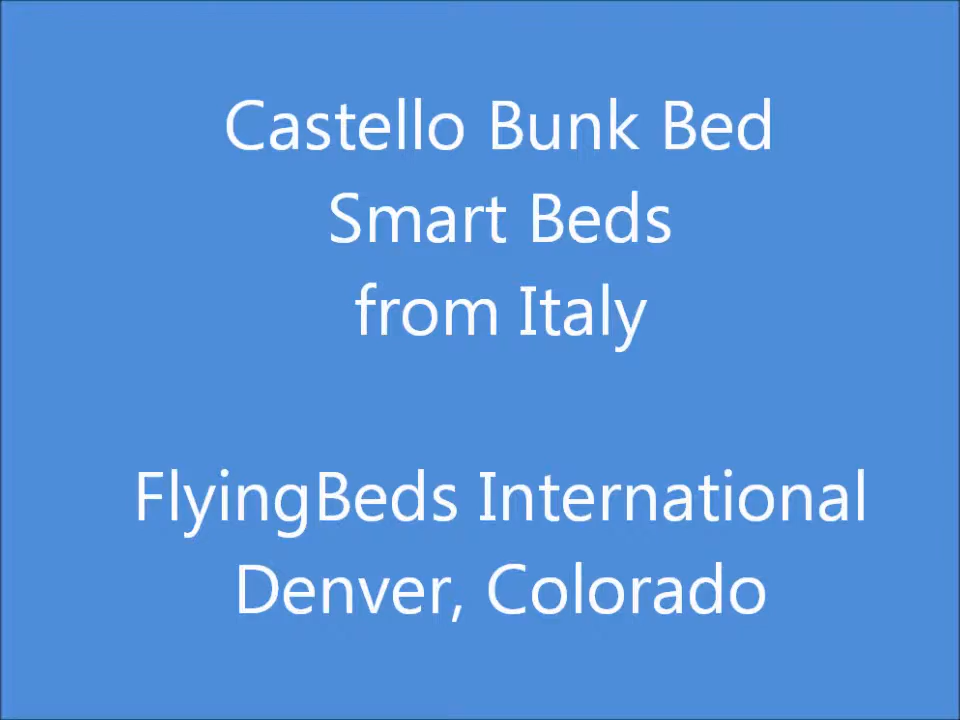 Castello Bunk Bed
Smart Beds
from Italy
FlyingBeds International
Denver, Colorado